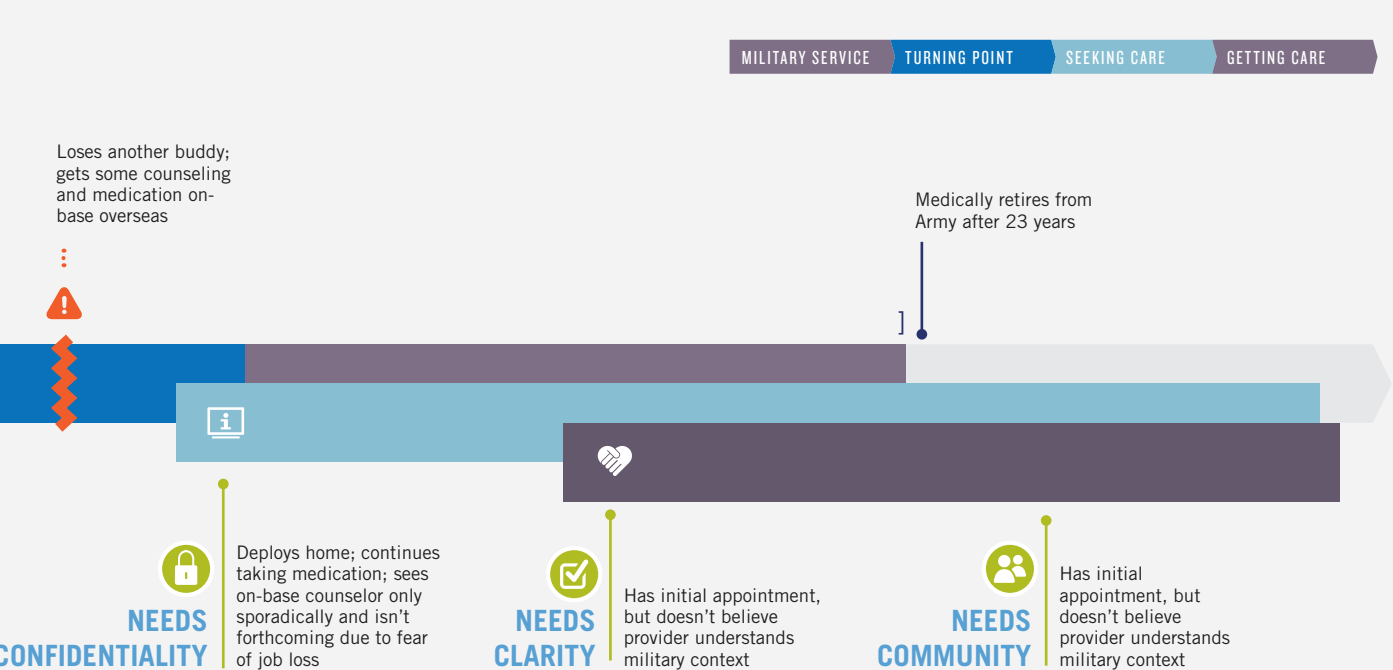 MILITARY SERVICE
TURNING POINT
SEEKING CARE
GETTING CARE
Loses another buddy;
gets some counseling
and medication on-
base overseas
Medically retires from
Army after 23 years
]
NEEDS
CONFIDENTIALITY
Deploys home; continues
taking medication; sees
on-base counselor only
sporadically and isn't
forthcoming due to fear
of job loss
NEEDS
CLARITY
Has initial appointment,
but doesn't believe
provider understands
military context
NEEDS
COMMUNITY
Has initial
appointment, but
doesn't believe
provider understands
military context